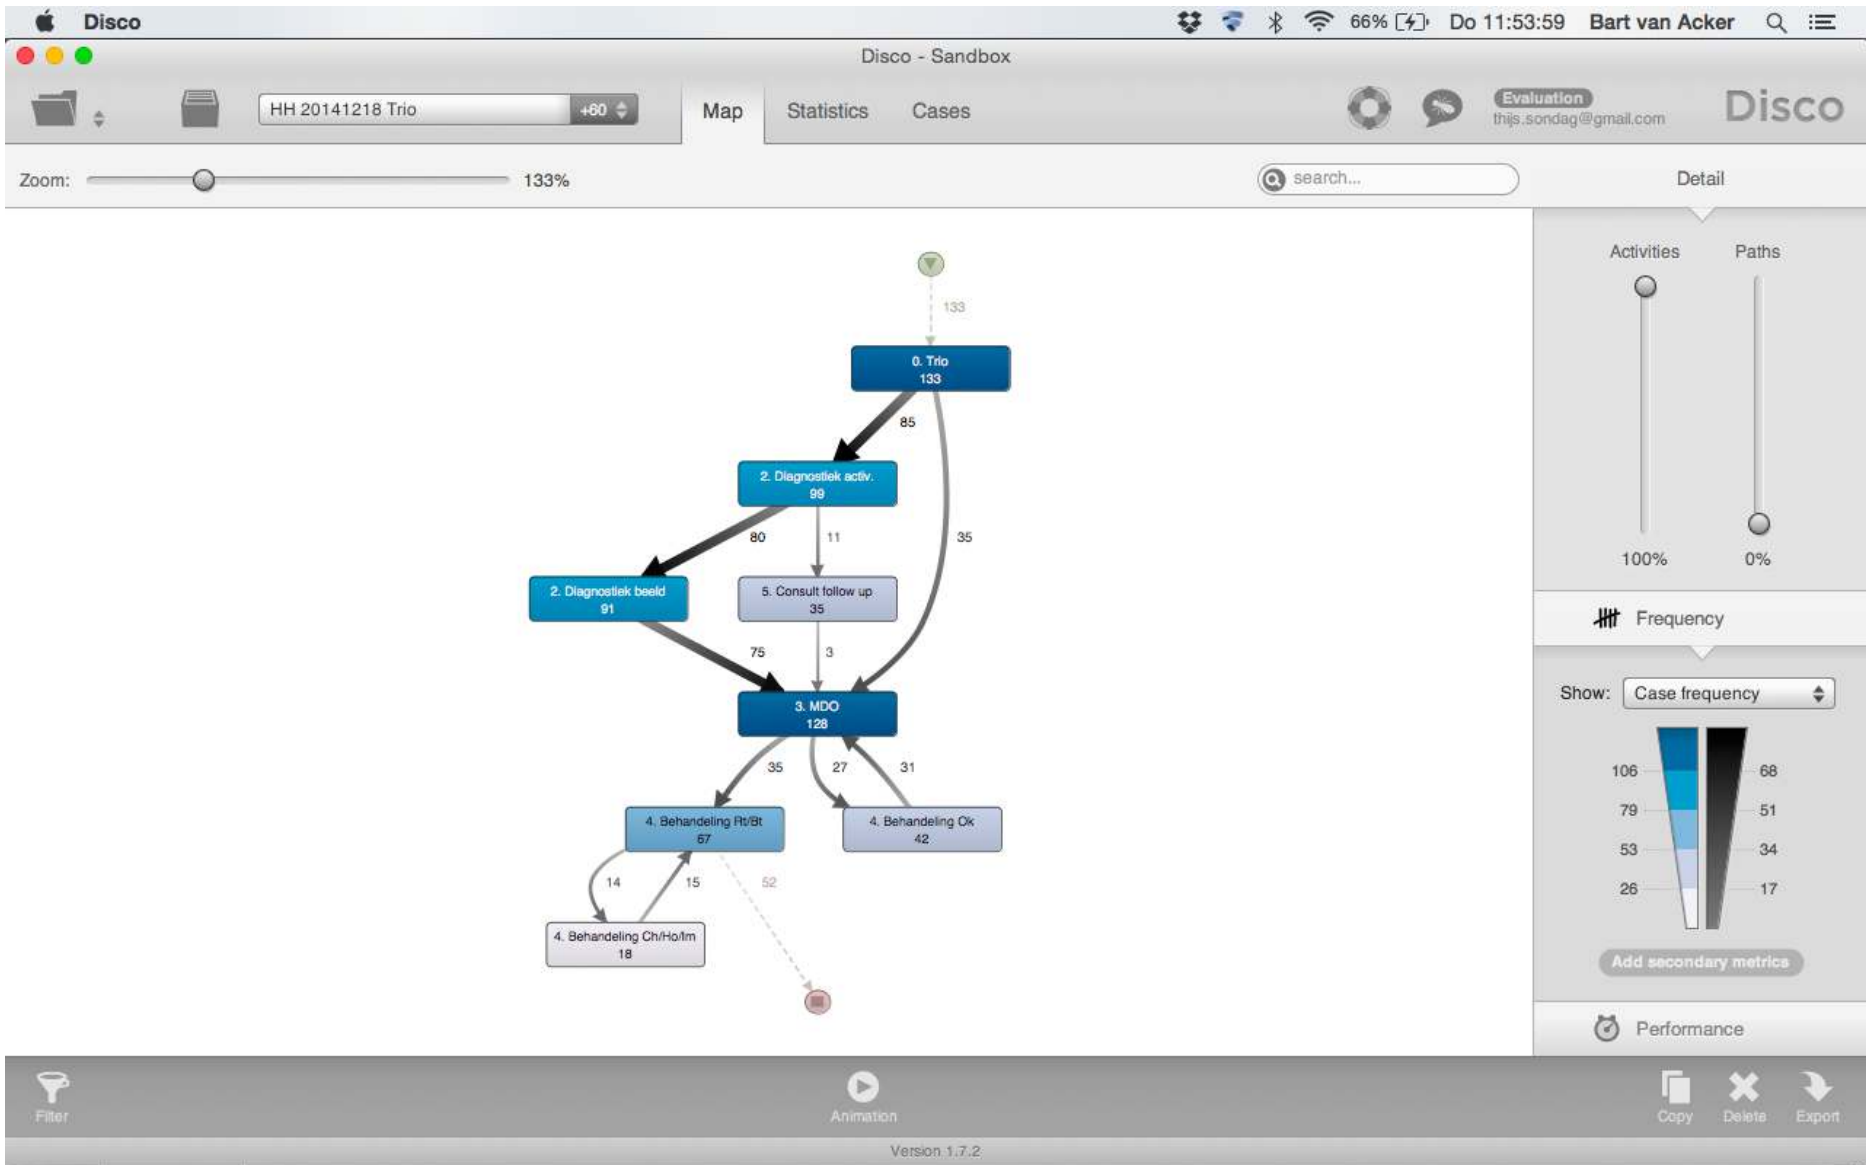 Disco
66%
Do 11:53:59
Bart van Acker
Disco - Sandbox
HH 20141218 Trio
+60
Map
Statistics
Cases
Evaluation
thijs.sondag@gmail.com
Disco
Zoom:
133%
search...
Detail
Activities
Paths
100%
0%
Frequency
Show:
Case frequency
106
68
79
51
53
34
26
17
Add secondary metrics
Performance
133
0. Trio
133
85
2. Diagnostiek activ.
99
80
11
35
2. Diagnostiek beeld
91
5. Consult follow up
35
75
3
3. MDO
128
35
27
31
4. Behandeling Rt/Bt
67
4. Behandeling Ok
42
14
15
52
4. Behandeling Ch/Ho/Im
18
Filter
Animation
Copy
Delete
Export
Version 1.7.2